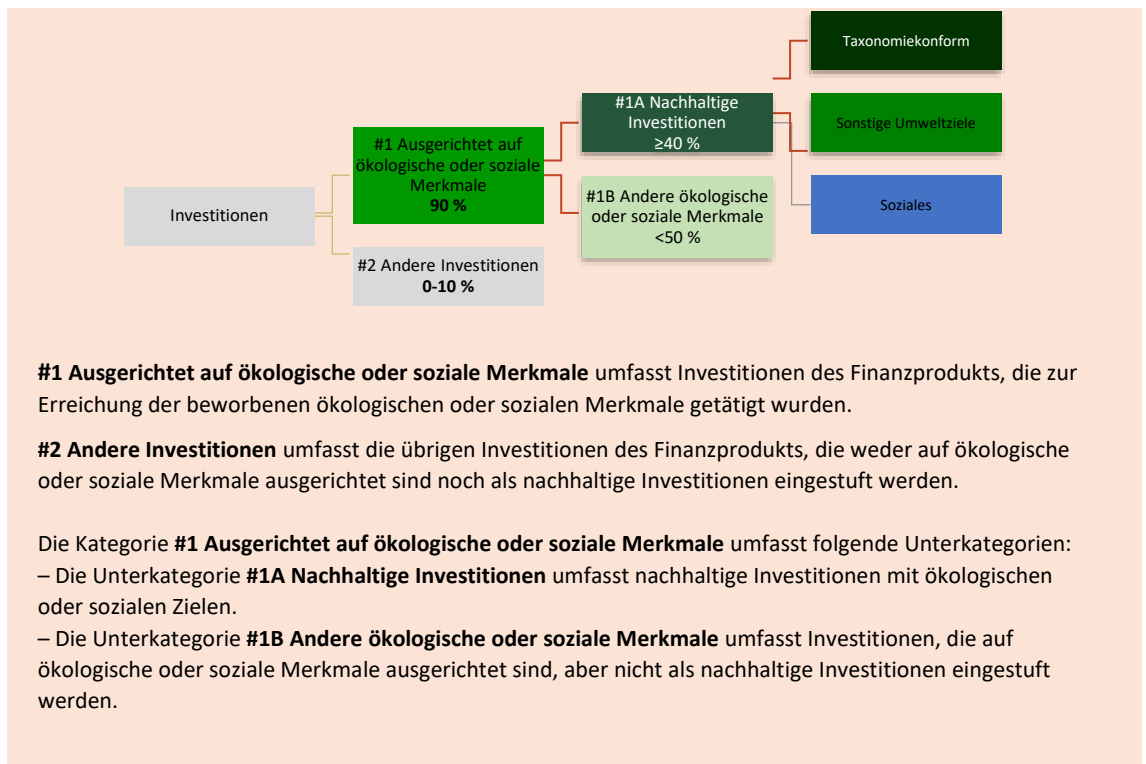 Taxonomiekonform
#1A Nachhaltige
Investitionen
≥40 %
Sonstige Umweltziele
#1 Ausgerichtet auf
ökologische oder soziale
Merkmale
90 %
#1B Andere ökologische
oder soziale Merkmale
<50 %
Soziales
Investitionen
#2 Andere Investitionen
0-10 %
#1 Ausgerichtet auf ökologische oder soziale Merkmale umfasst Investitionen des Finanzprodukts, die zur
Erreichung der beworbenen ökologischen oder sozialen Merkmale getätigt wurden.
#2 Andere Investitionen umfasst die übrigen Investitionen des Finanzprodukts, die weder auf ökologische
oder soziale Merkmale ausgerichtet sind noch als nachhaltige Investitionen eingestuft werden.
Die Kategorie #1 Ausgerichtet auf ökologische oder soziale Merkmale umfasst folgende Unterkategorien:
– Die Unterkategorie #1A Nachhaltige Investitionen umfasst nachhaltige Investitionen mit ökologischen
oder sozialen Zielen.
– Die Unterkategorie #1B Andere ökologische oder soziale Merkmale umfasst Investitionen, die auf
ökologische oder soziale Merkmale ausgerichtet sind, aber nicht als nachhaltige Investitionen eingestuft
werden.